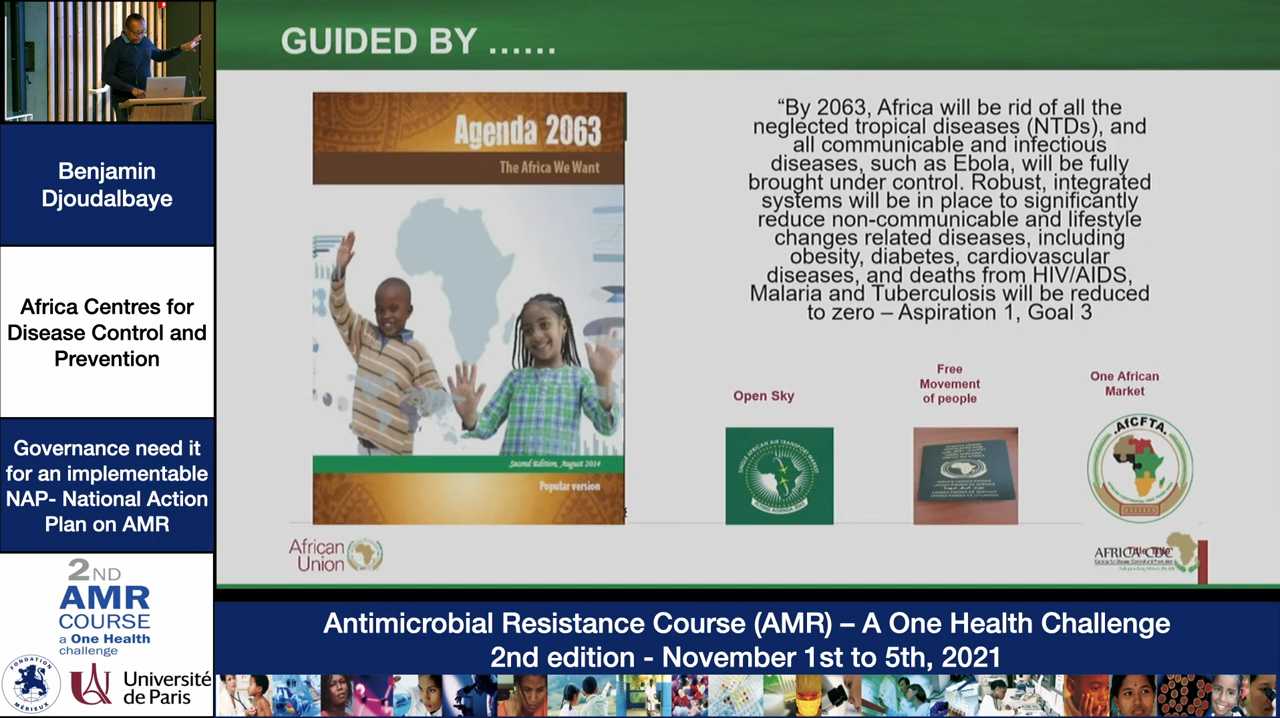 GUIDED BY ......
Agenda 2063
The Africa We Want
Second Edition, August 2014
Popular version
“By 2063, Africa will be rid of all the
neglected tropical diseases (NTDs), and
all communicable and infectious
diseases, such as Ebola, will be fully
brought under control. Robust, integrated
systems will be in place to significantly
reduce non-communicable and lifestyle
changes related diseases, including
obesity, diabetes, cardiovascular
diseases, and deaths from HIV/AIDS,
Malaria and Tuberculosis will be reduced
to zero – Aspiration 1, Goal 3
Open Sky
Free
Movement
of people
One African
Market
SINGLE AFRICAN AIR TRANSPORT MARKET
AfCFTA
African
Union
AFRICA CDC
Benjamin
Djoudalbaye
Africa Centres for
Disease Control and
Prevention
Governance need it
for an implementable
NAP- National Action
Plan on AMR
2ND
AMR
COURSE
a One Health
challenge
FONDATION
MÉRIEUX
Université
de Paris
Antimicrobial Resistance Course (AMR) – A One Health Challenge
2nd edition - November 1st to 5th, 2021